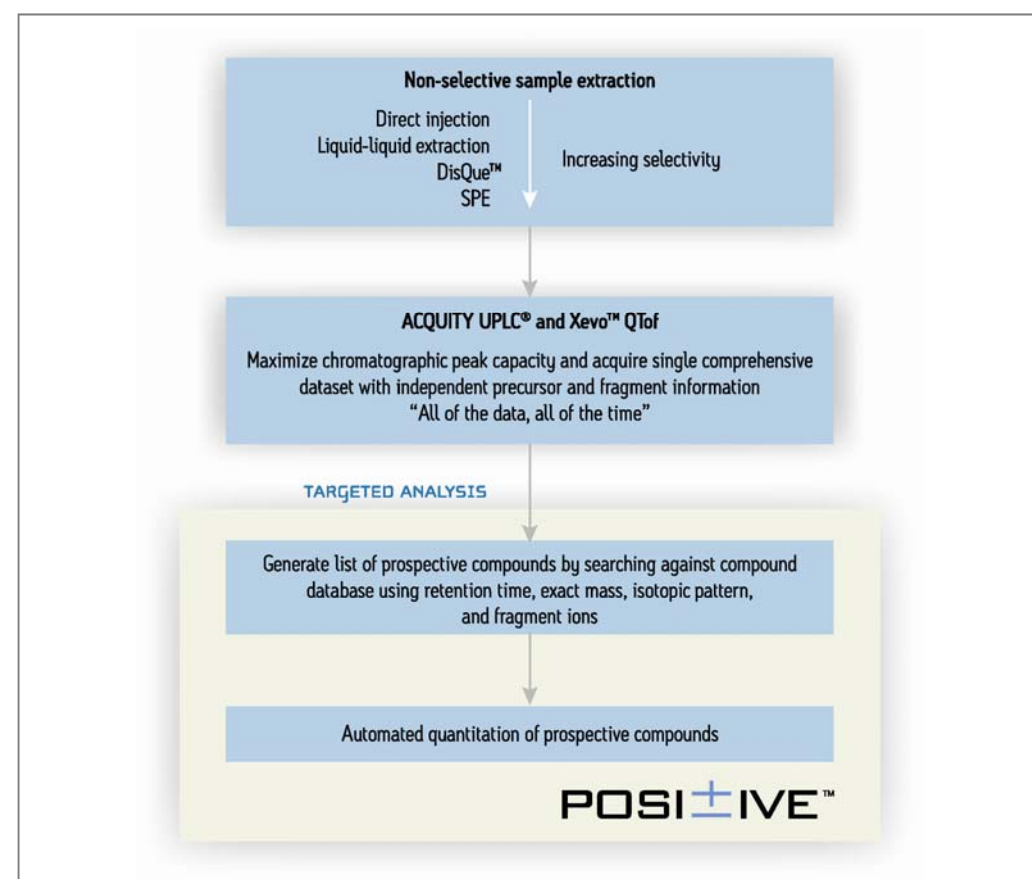 Non-selective sample extraction
Direct injection
Liquid-liquid extraction
DisQue™
SPE
Increasing selectivity
ACQUITY UPLC® and Xevo™ QTof
Maximize chromatographic peak capacity and acquire single comprehensive
dataset with independent precursor and fragment information
“All of the data, all of the time”
TARGETED ANALYSIS
Generate list of prospective compounds by searching against compound
database using retention time, exact mass, isotopic pattern,
and fragment ions
Automated quantitation of prospective compounds
POSI±IVE™